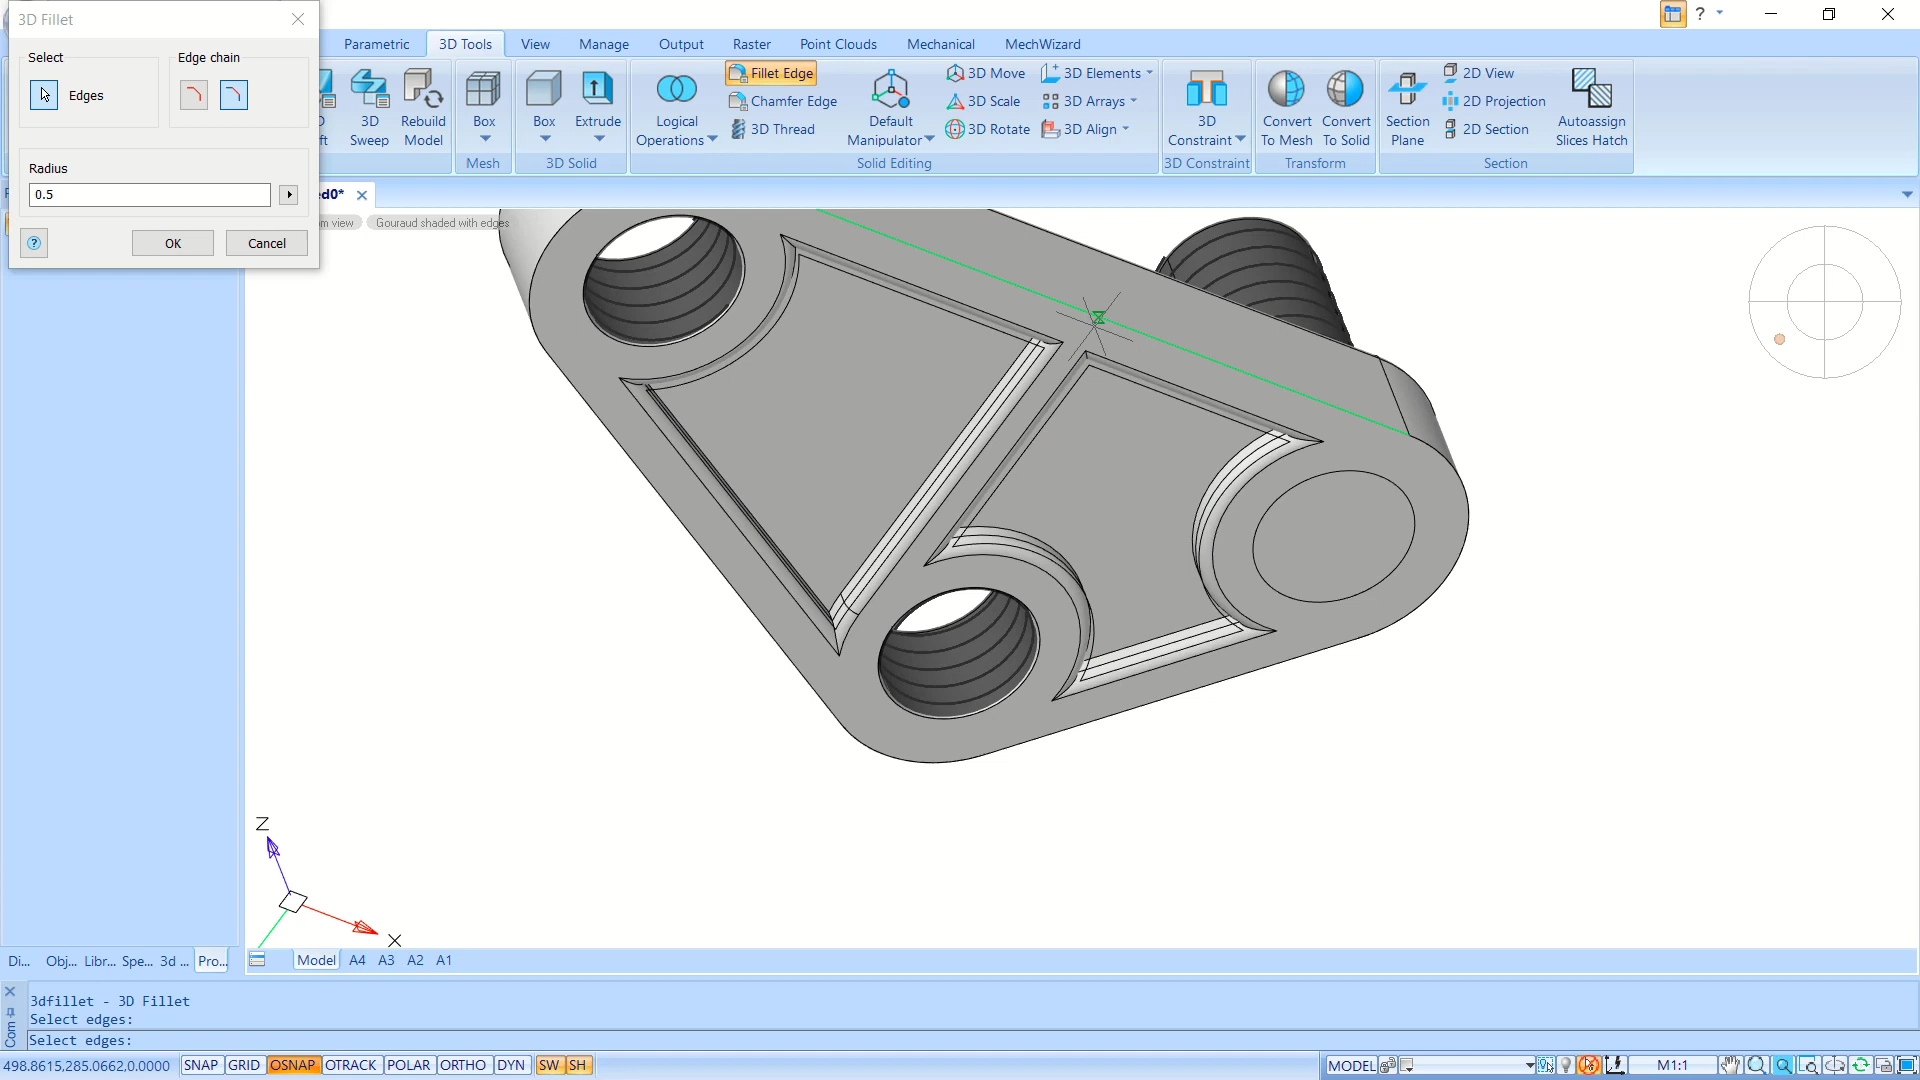 3D Fillet
Select
Edge chain
Edges
Radius
0.5
OK
Cancel
Parametric
3D Tools
View
Manage
Output
Raster
Point Clouds
Mechanical
MechWizard
3D
Sweep
Rebuild
Model
Box
Mesh
Box
Extrude
3D Solid
Logical
Operations
Fillet Edge
Chamfer Edge
3D Thread
Default
Manipulator
3D Move
3D Scale
3D Rotate
3D Elements
3D Arrays
3D Align
Solid Editing
3D
Constraint
3D Constraint
Convert
To Mesh
Convert
To Solid
Transform
Section
Plane
2D View
2D Projection
2D Section
Autoassign
Slices Hatch
Section
?
ed0*
om view
Gouraud shaded with edges
Z
X
Di...
Obj...
Libr...
Spe...
3d ...
Pro...
Model
A4
A3
A2
A1
Com
3dfillet - 3D Fillet
Select edges:
Select edges:
498.8615,285.0662,0.0000
SNAP
GRID
OSNAP
OTRACK
POLAR
ORTHO
DYN
SW
SH
MODEL
M1:1